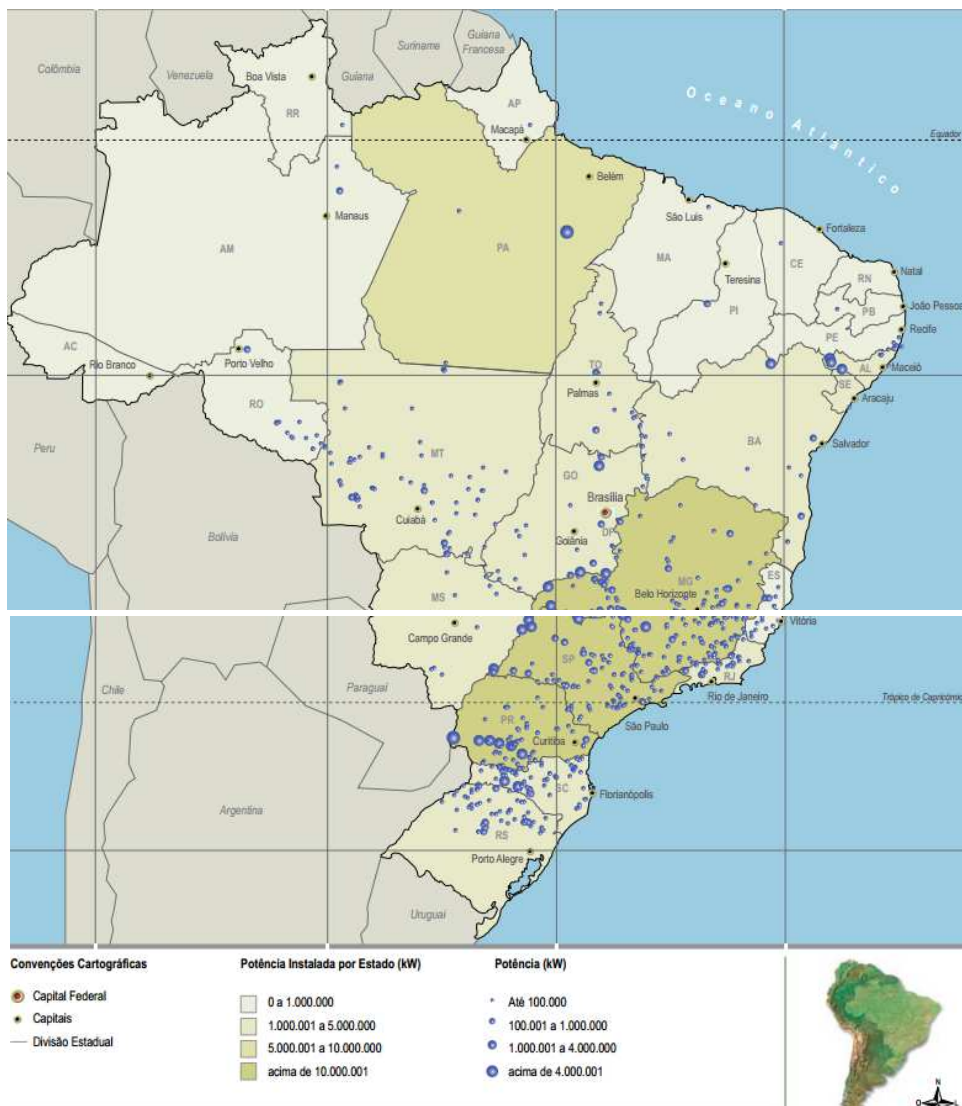 Colômbia
Venezuela
Guiana
Suriname
Guiana
Francesa
Boa Vista
RR
AP
Macapá
Oceano Atlântico
Equador
Belém
São Luis
Fortaleza
Manaus
AM
PA
MA
Teresina
CE
RN
Natal
PI
PB
João Pessoa
PE
Recife
AC
Rio Branco
Porto Velho
TO
AL
Maceió
SE
Palmas
Aracaju
RO
Peru
MT
BA
Salvador
GO
Brasília
Cuiabá
Goiânia
DF
Bolívia
MG
ES
Belo Horizonte
MS
Vitória
Campo Grande
SP
RJ
Chile
Paraguai
Rio de Janeiro
Trópico de Capricórnio
São Paulo
PR
Curitiba
SC
Florianópolis
Argentina
RS
Porto Alegre
Uruguai
Convenções Cartográficas
Capital Federal
Capitais
Divisão Estadual
Potência Instalada por Estado (kW)
0 a 1.000.000
1.000.001 a 5.000.000
5.000.001 a 10.000.000
acima de 10.000.001
Potência (kW)
Até 100.000
100.001 a 1.000.000
1.000.001 a 4.000.000
acima de 4.000.001
N
O
L